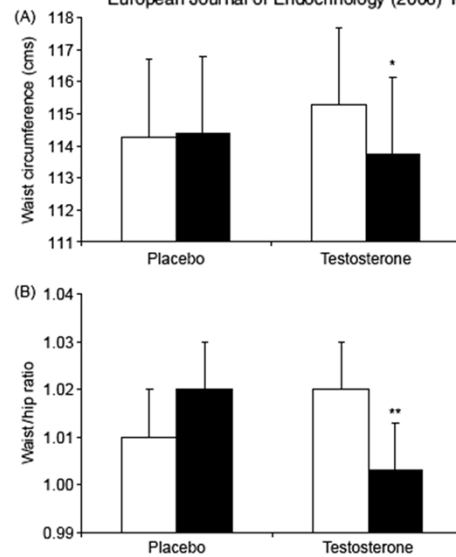 European Journal of Endocrinology (2006)
(A)
118
117
116
115
114
113
112
111
Waist circumference (cms)
*
Placebo Testosterone
(B)
1.04
1.03
1.02
1.01
1.00
0.99
Waist/hip ratio
**
Placebo Testosterone